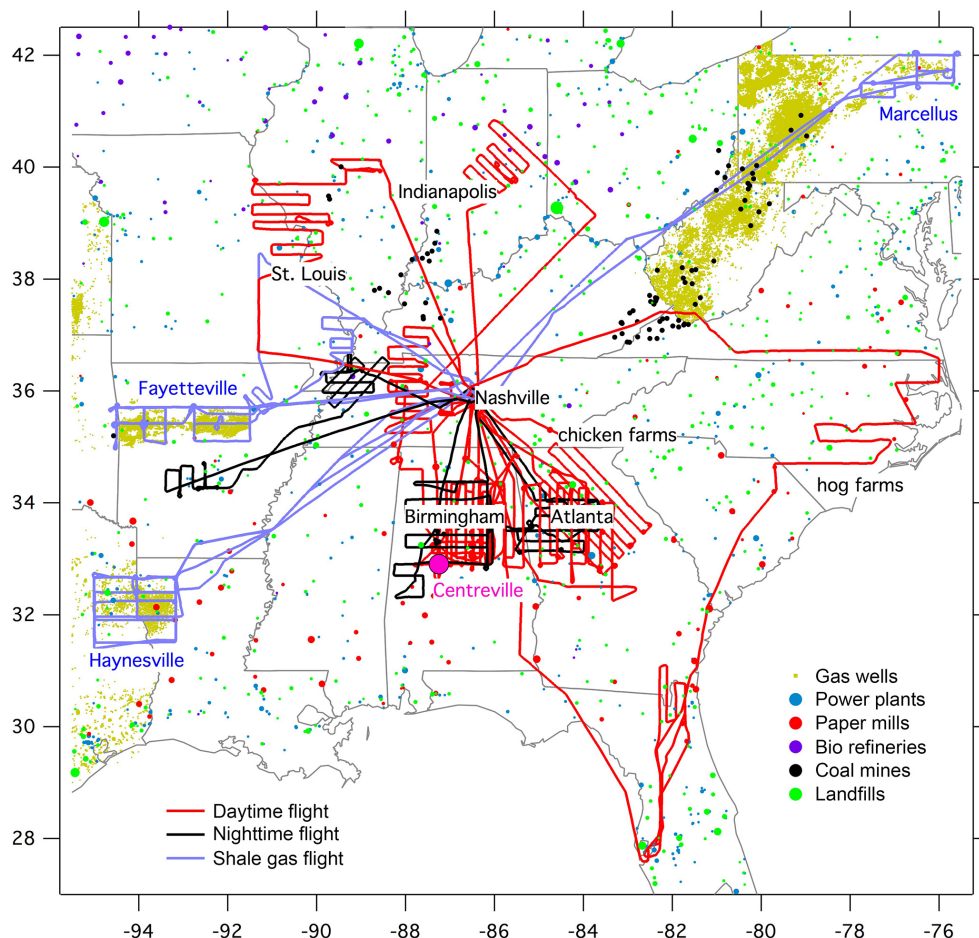 42
Marcellus
40
Indianapolis
38
St. Louis
36
Fayetteville
Nashville
chicken farms
hog farms
34
Birmingham
Atlanta
Centreville
32
Haynesville
30
28
Gas wells
Power plants
Paper mills
Bio refineries
Coal mines
Landfills
Daytime flight
Nighttime flight
Shale gas flight
-94
-92
-90
-88
-86
-84
-82
-80
-78
-76